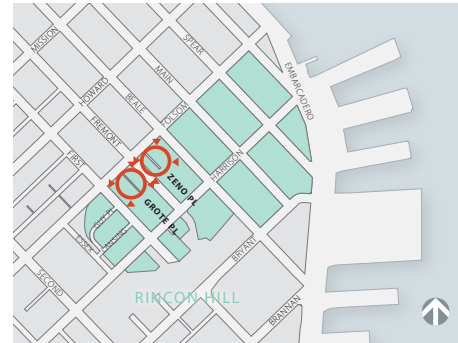 MISSION
SPEAR
EMBARCADERO
HOWARD
MAIN
BEALE
FOLSOM
FREMONT
FIRST
HARRISON
ZENO PL
GROTE PL
ESSEX
LANSING
BRYANT
SECOND
RINCON HILL
BRANNAN